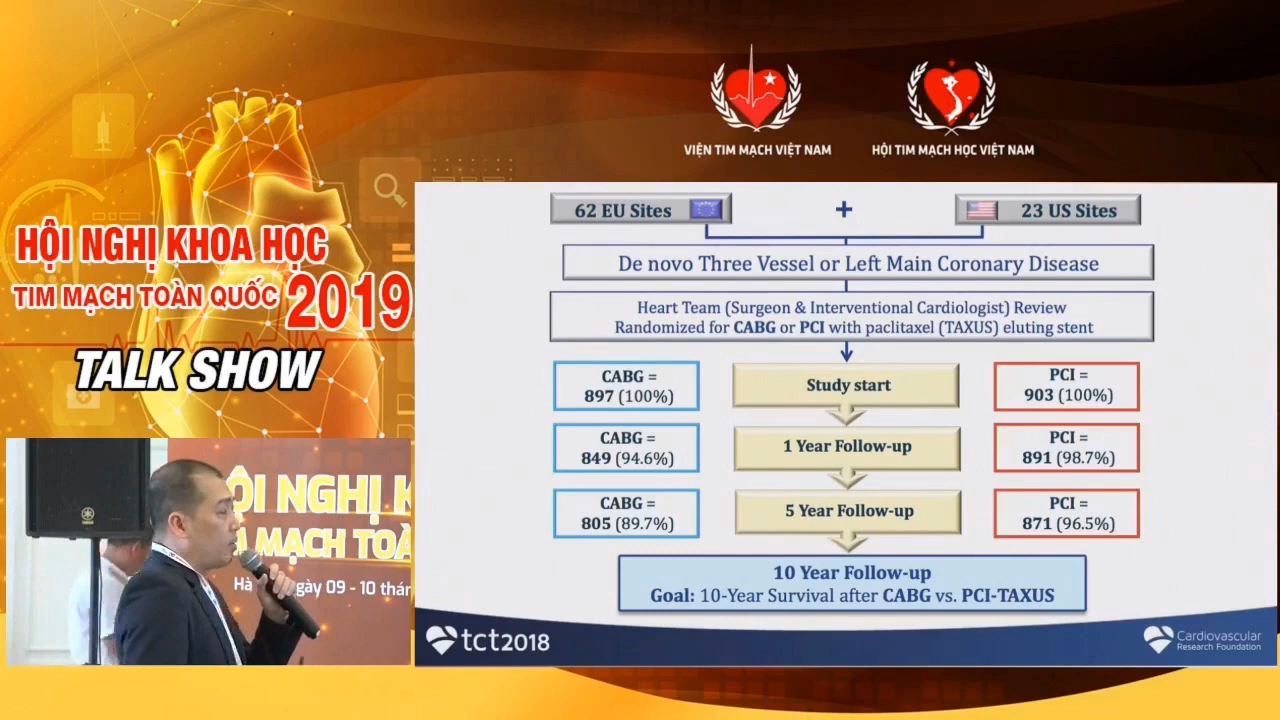 VIỆN TIM MẠCH VIỆT NAM
HỘI TIM MẠCH HỌC VIỆT NAM
HỘI NGHỊ KHOA HỌC
TIM MẠCH TOÀN QUỐC 2019
TALK SHOW
62 EU Sites + 23 US Sites
De novo Three Vessel or Left Main Coronary Disease
Heart Team (Surgeon & Interventional Cardiologist) Review
Randomized for CABG or PCI with paclitaxel (TAXUS) eluting stent
CABG =
897 (100%)
Study start
PCI =
903 (100%)
CABG =
849 (94.6%)
1 Year Follow-up
PCI =
891 (98.7%)
CABG =
805 (89.7%)
5 Year Follow-up
PCI =
871 (96.5%)
10 Year Follow-up
Goal: 10-Year Survival after CABG vs. PCI-TAXUS
tct2018
Cardiovascular
Research Foundation
YAMAHA
ỘI NGHỊ K
MẠCH TOÀ
Hà gày 09 - 10 thán